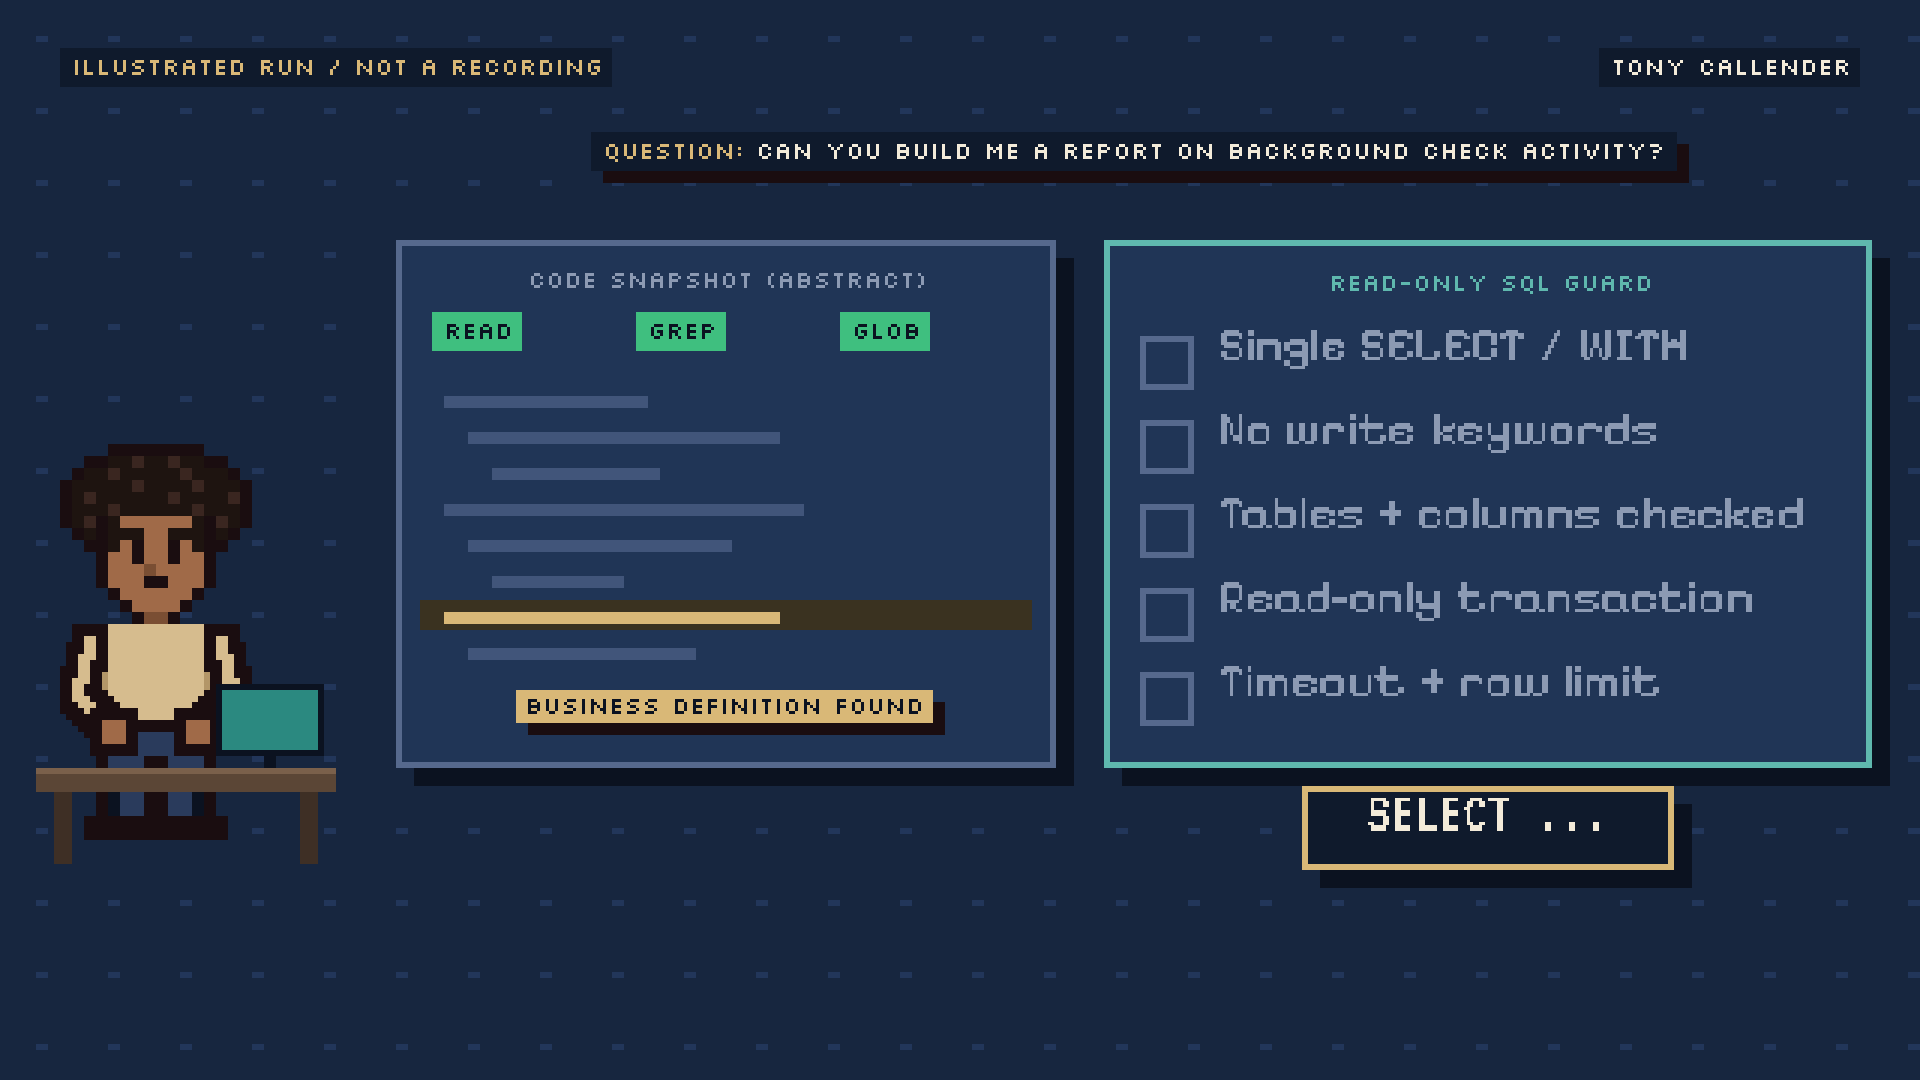 ILLUSTRATED RUN / NOT A RECORDING
TONY CALLENDER
QUESTION: CAN YOU BUILD ME A REPORT ON BACKGROUND CHECK ACTIVITY?
CODE SNAPSHOT (ABSTRACT)
READ GREP GLOB
BUSINESS DEFINITION FOUND
READ-ONLY SQL GUARD
Single SELECT / WITH
No write keywords
Tables + columns checked
Read-only transaction
Timeout + row limit
SELECT ...